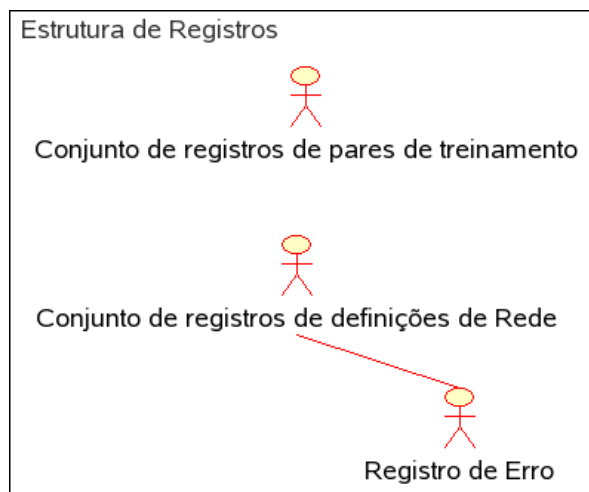 Estrutura de Registros
Conjunto de registros de pares de treinamento
Conjunto de registros de definições de Rede
Registro de Erro